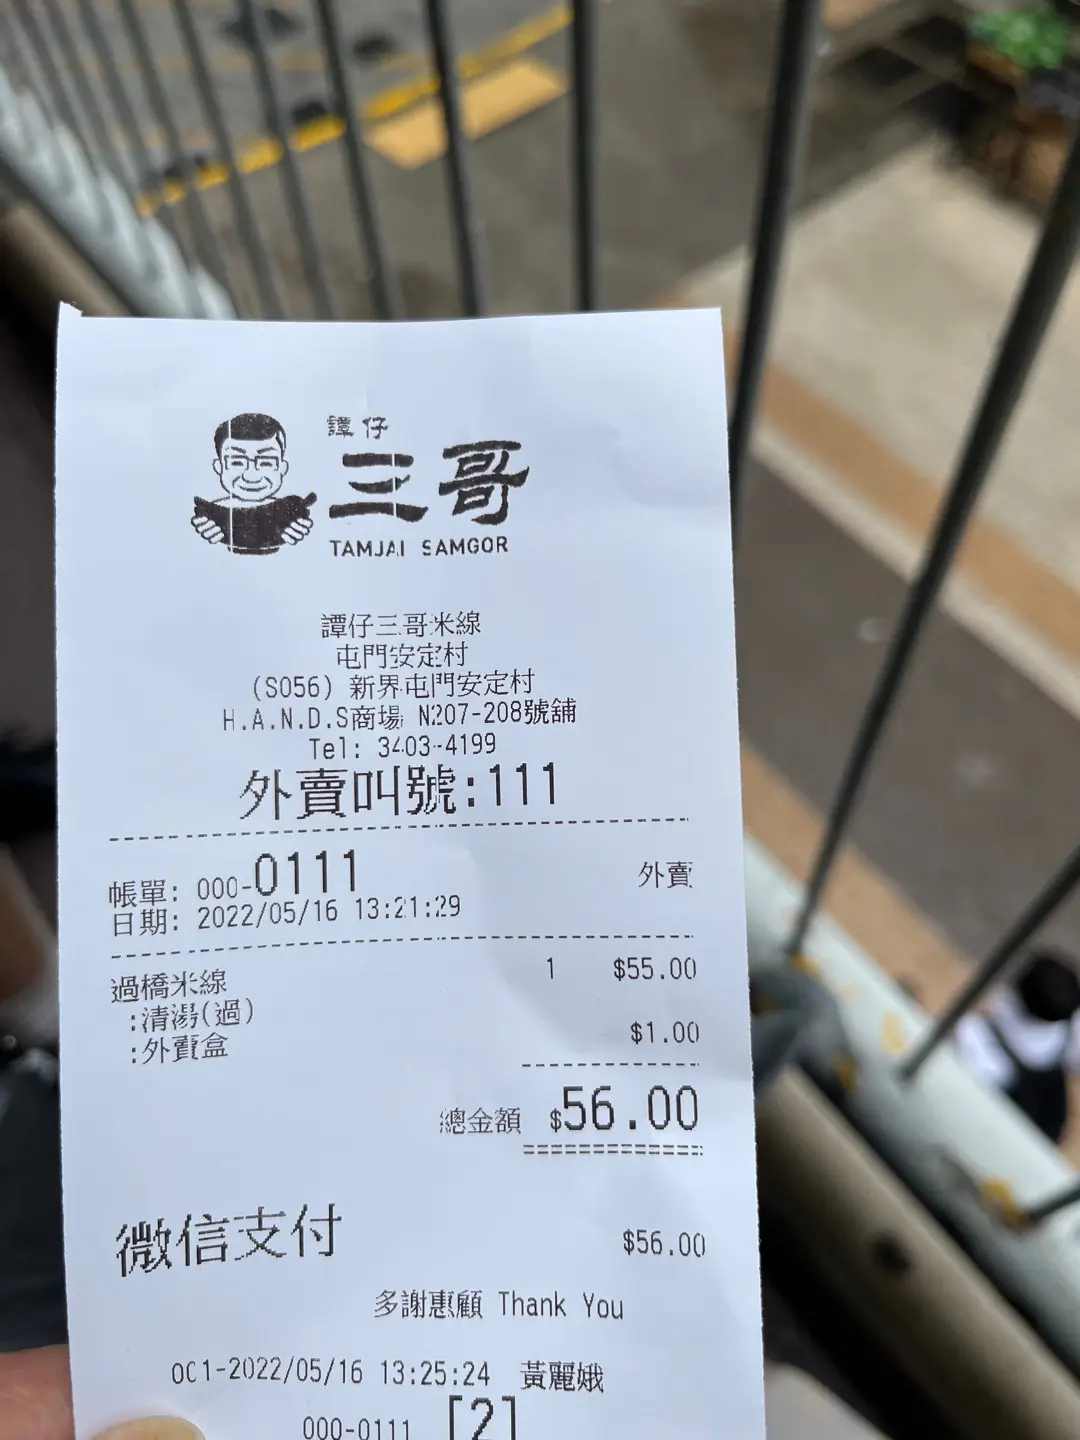 譚仔
三哥
TAMJAI SAMGOR
譚仔三哥米線
屯門安定村
(S056) 新界屯門安定村
H.A.N.D.S商場 N207-208號舖
Tel: 3403-4199
外賣叫號:111
帳單: 000-0111 外賣
日期: 2022/05/16 13:21:29
過橋米線 1 $55.00
:清湯(過)
:外賣盒 $1.00
總金額 $56.00
微信支付 $56.00
多謝惠顧 Thank You
OC1-2022/05/16 13:25:24 黃麗娥
000-0111 [2]